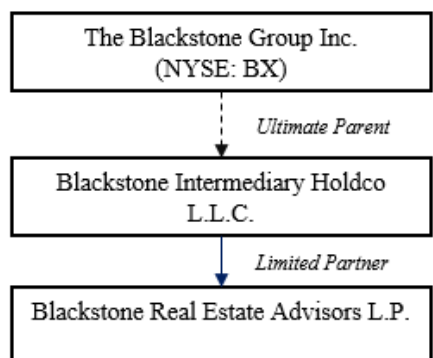 The Blackstone Group Inc.
(NYSE: BX)
Ultimate Parent
Blackstone Intermediary Holdco
L.L.C.
Limited Partner
Blackstone Real Estate Advisors L.P.